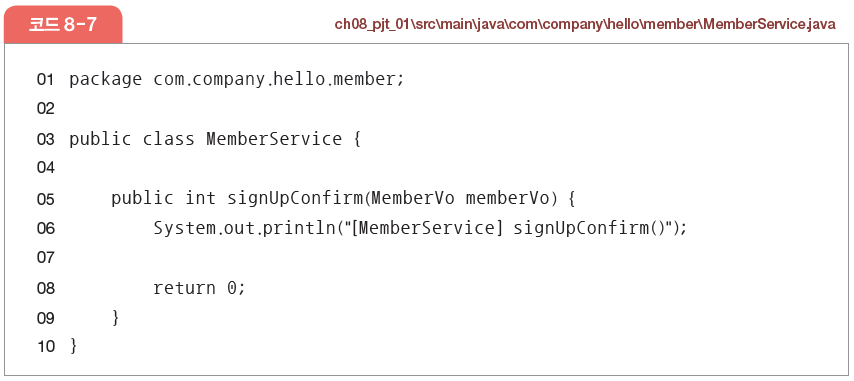 코드 8-7
ch08_pjt_01\src\main\java\com\company\hello\member\MemberService.java
01 package com.company.hello.member;
02
03 public class MemberService {
04
05     public int signUpConfirm(MemberVo memberVo) {
06         System.out.println("[MemberService] signUpConfirm()");
07
08         return 0;
09     }
10 }